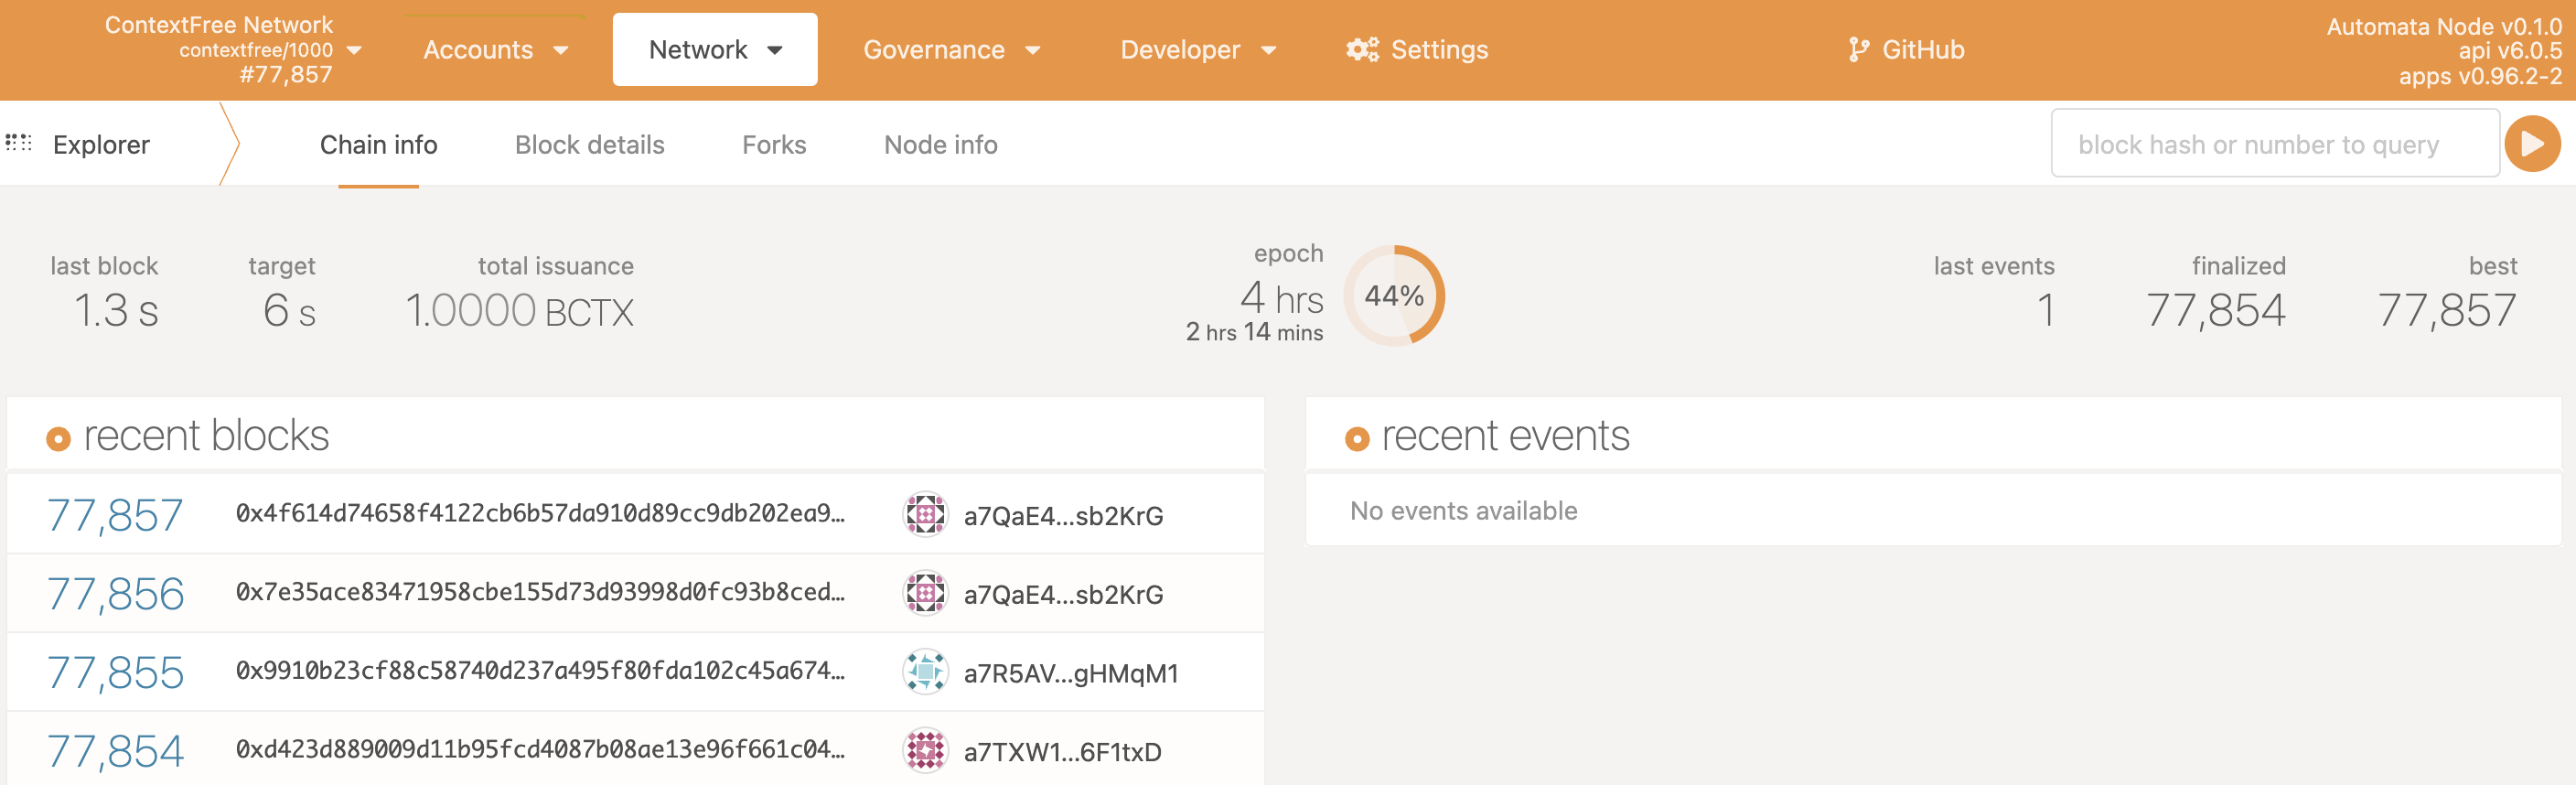 ContextFree Network
contextfree/1000
#77,857
Accounts
Network
Governance
Developer
Settings
GitHub
Automata Node v0.1.0
api v6.0.5
apps v0.96.2-2
Explorer
Chain info
Block details
Forks
Node info
block hash or number to query
last block
1.3 s
target
6 s
total issuance
1.0000 BCTX
epoch
4 hrs
2 hrs 14 mins
44%
last events
1
finalized
77,854
best
77,857
recent blocks
77,857 0x4f614d74658f4122cb6b57da910d89cc9db202ea9… a7QaE4…sb2KrG
77,856 0x7e35ace83471958cbe155d73d93998d0fc93b8ced… a7QaE4…sb2KrG
77,855 0x9910b23cf88c58740d237a495f80fda102c45a674… a7R5AV…gHMqM1
77,854 0xd423d889009d11b95fcd4087b08ae13e96f661c04… a7TXW1…6F1txD
recent events
No events available